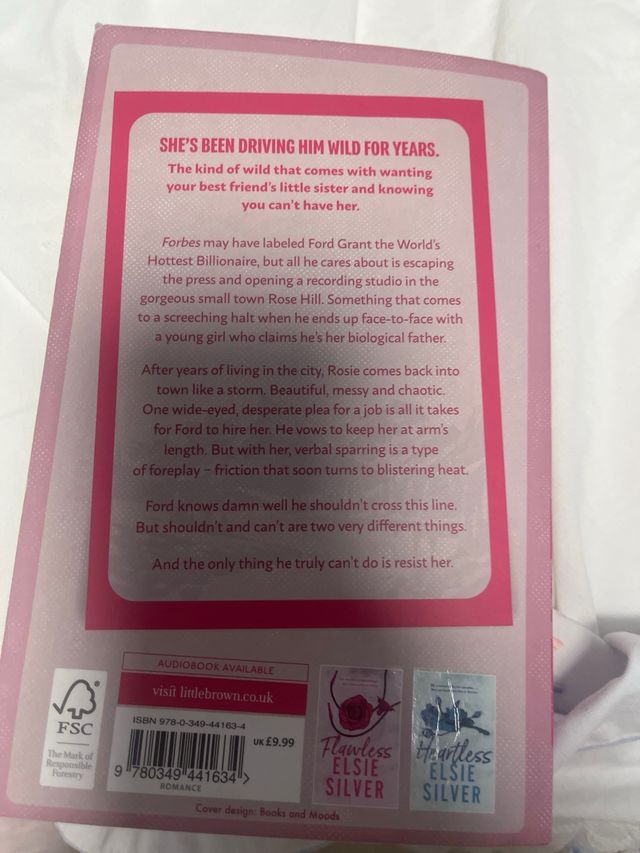 SHE'S BEEN DRIVING HIM WILD FOR YEARS.
The kind of wild that comes with wanting
your best friend's little sister and knowing
you can't have her.
Forbes may have labeled Ford Grant the World's
Hottest Billionaire, but all he cares about is escaping
the press and opening a recording studio in the
gorgeous small town Rose Hill. Something that comes
to a screeching halt when he ends up face-to-face with
a young girl who claims he's her biological father.
After years of living in the city, Rosie comes back into
town like a storm. Beautiful, messy and chaotic.
One wide-eyed, desperate plea for a job is all it takes
for Ford to hire her. He vows to keep her at arm's
length. But with her, verbal sparring is a type
of foreplay – friction that soon turns to blistering heat.
Ford knows damn well he shouldn't cross this line.
But shouldn't and can't are two very different things.
And the only thing he truly can't do is resist her.
AUDIOBOOK AVAILABLE
visit littlebrown.co.uk
ISBN 978-0-349-44163-4
UK £9.99
9 780349 441634 >
ROMANCE
FSC
The Mark of
Responsible
Forestry
Flawless
ELSIE
SILVER
Heartless
ELSIE
SILVER
Cover design: Books and Moods